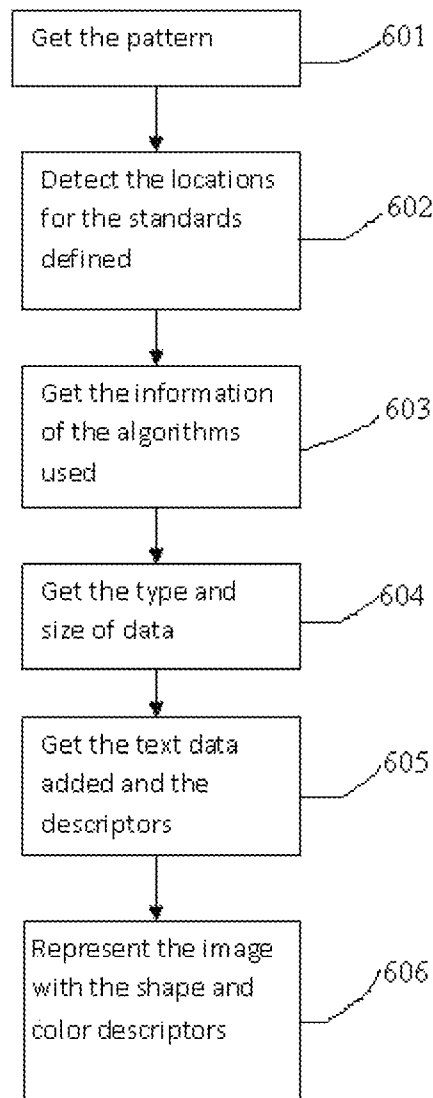 Get the pattern
601
Detect the locations
for the standards
defined
602
Get the information
of the algorithms
used
603
Get the type and
size of data
604
Get the text data
added and the
descriptors
605
Represent the image
with the shape and
color descriptors
606